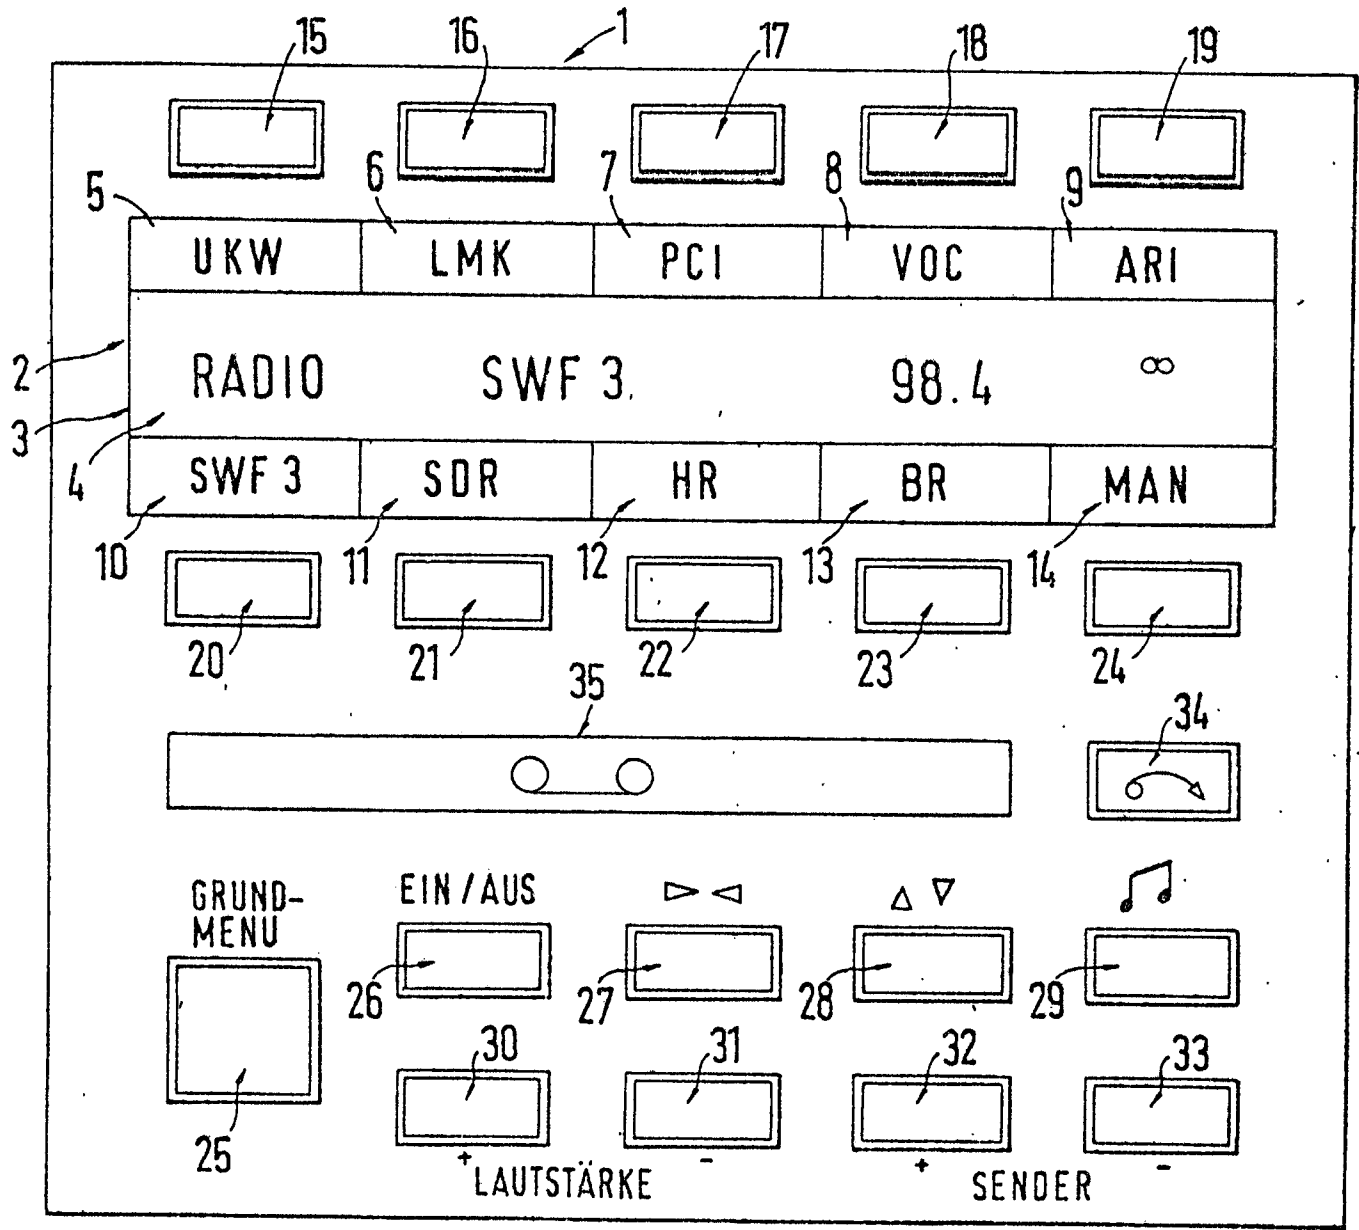 1
15 16 17 18 19
5 6 7 8 9
UKW LMK PCI VOC ARI
2
RADIO SWF 3 98.4 ∞
3
4
SWF 3 SDR HR BR MAN
10 11 12 13 14
20 21 22 23 24
35
34
GRUND-
MENU
EIN/AUS
26 27 28 29
30 31 32 33
25
+ - + -
LAUTSTÄRKE SENDER